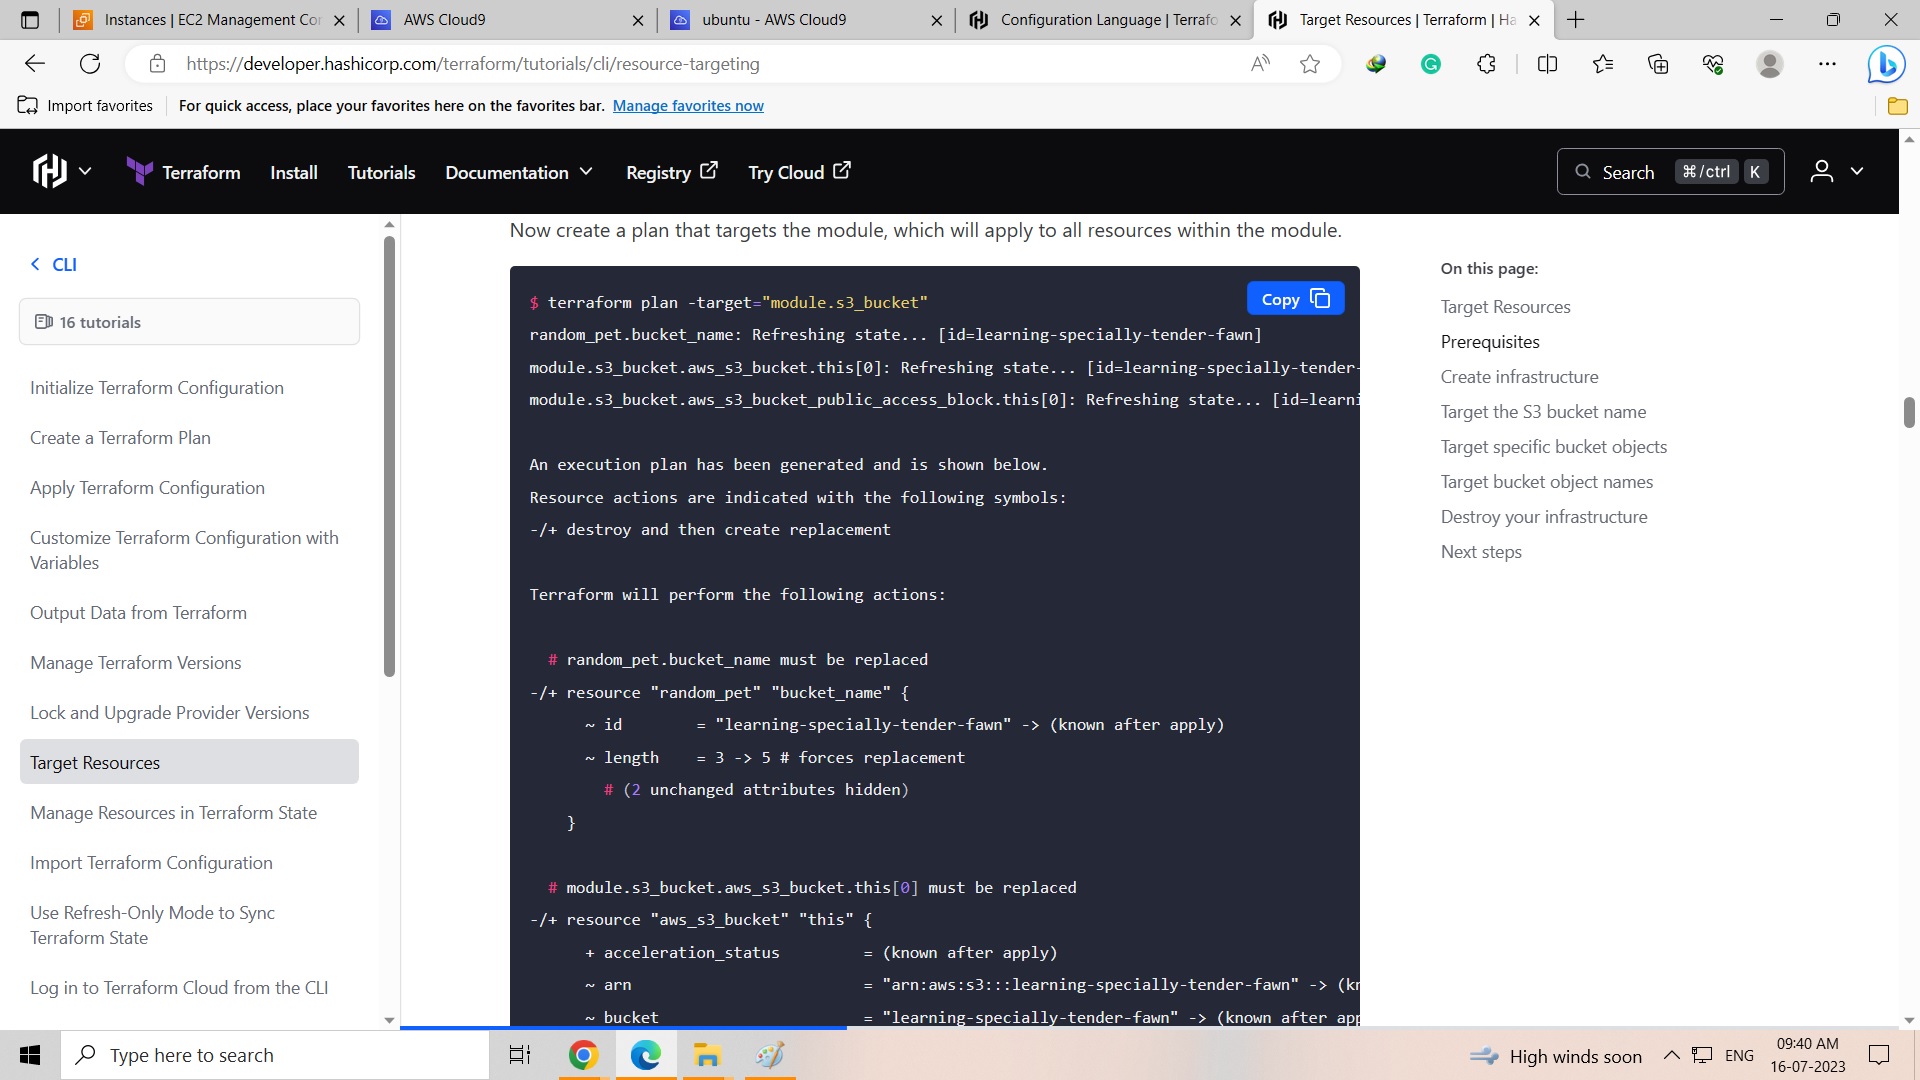 Instances | EC2 Management Cor
AWS Cloud9
ubuntu - AWS Cloud9
Configuration Language | Terrafo
Target Resources | Terraform | Ha
https://developer.hashicorp.com/terraform/tutorials/cli/resource-targeting
Import favorites
For quick access, place your favorites here on the favorites bar. Manage favorites now
Terraform
Install
Tutorials
Documentation
Registry
Try Cloud
Search
⌘/ctrl
K
CLI
16 tutorials
Initialize Terraform Configuration
Create a Terraform Plan
Apply Terraform Configuration
Customize Terraform Configuration with
Variables
Output Data from Terraform
Manage Terraform Versions
Lock and Upgrade Provider Versions
Target Resources
Manage Resources in Terraform State
Import Terraform Configuration
Use Refresh-Only Mode to Sync
Terraform State
Log in to Terraform Cloud from the CLI
Now create a plan that targets the module, which will apply to all resources within the module.
Copy
$ terraform plan -target="module.s3_bucket"
random_pet.bucket_name: Refreshing state... [id=learning-specially-tender-fawn]
module.s3_bucket.aws_s3_bucket.this[0]: Refreshing state... [id=learning-specially-tender-
module.s3_bucket.aws_s3_bucket_public_access_block.this[0]: Refreshing state... [id=learni
An execution plan has been generated and is shown below.
Resource actions are indicated with the following symbols:
-/+ destroy and then create replacement
Terraform will perform the following actions:
# random_pet.bucket_name must be replaced
-/+ resource "random_pet" "bucket_name" {
~ id = "learning-specially-tender-fawn" -> (known after apply)
~ length = 3 -> 5 # forces replacement
# (2 unchanged attributes hidden)
}
# module.s3_bucket.aws_s3_bucket.this[0] must be replaced
-/+ resource "aws_s3_bucket" "this" {
+ acceleration_status = (known after apply)
~ arn = "arn:aws:s3:::learning-specially-tender-fawn" -> (kn
~ bucket = "learning-specially-tender-fawn" -> (known after app
On this page:
Target Resources
Prerequisites
Create infrastructure
Target the S3 bucket name
Target specific bucket objects
Target bucket object names
Destroy your infrastructure
Next steps
Type here to search
High winds soon
ENG
09:40 AM
16-07-2023